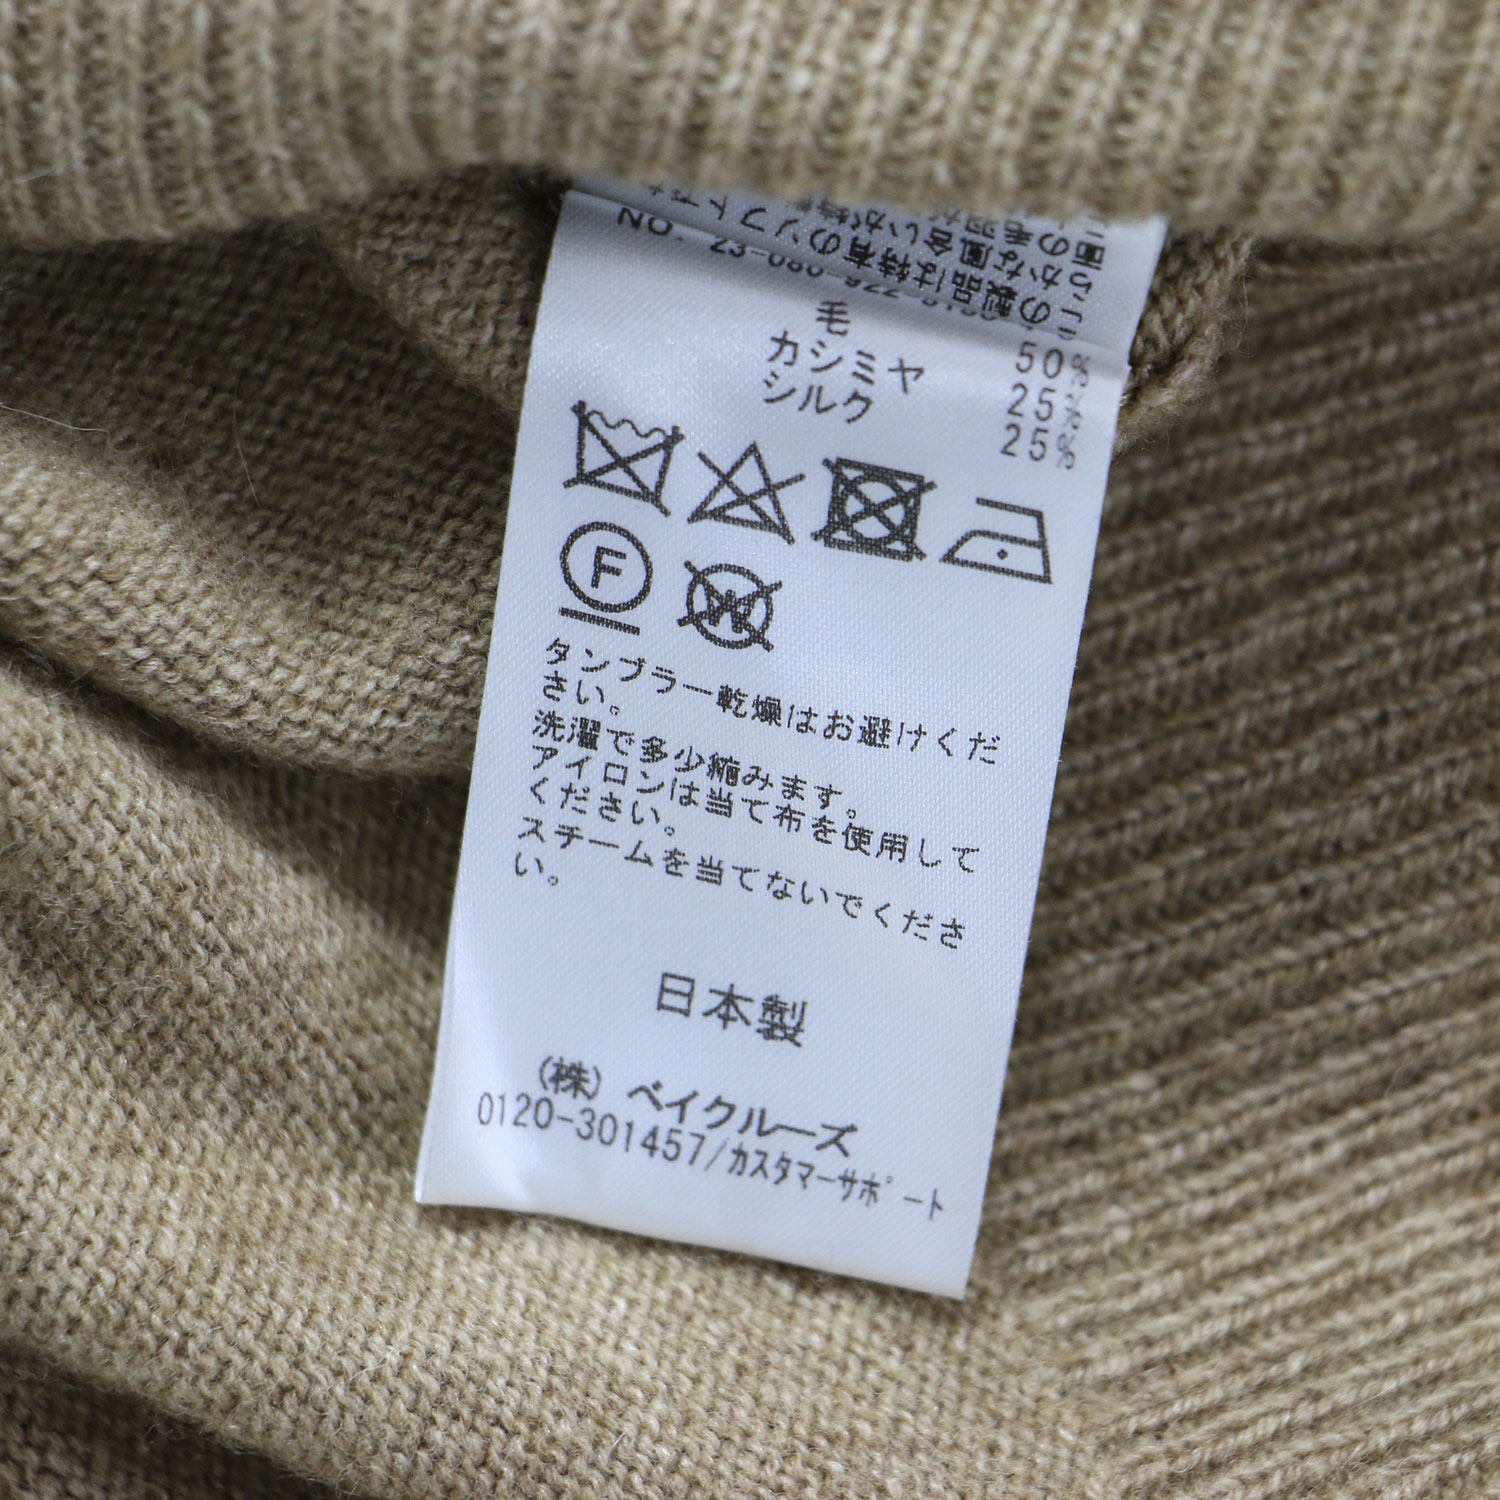 毛 50%
カシミヤ 25%
シルク 25%
F
W
タンブラー乾燥はお避けくだ
さい。
洗濯で多少縮みます。
アイロンは当て布を使用して
ください。
スチームを当てないでくださ
い。
日本製
(株) ベイクルーズ
0120-301457/カスタマーサポート